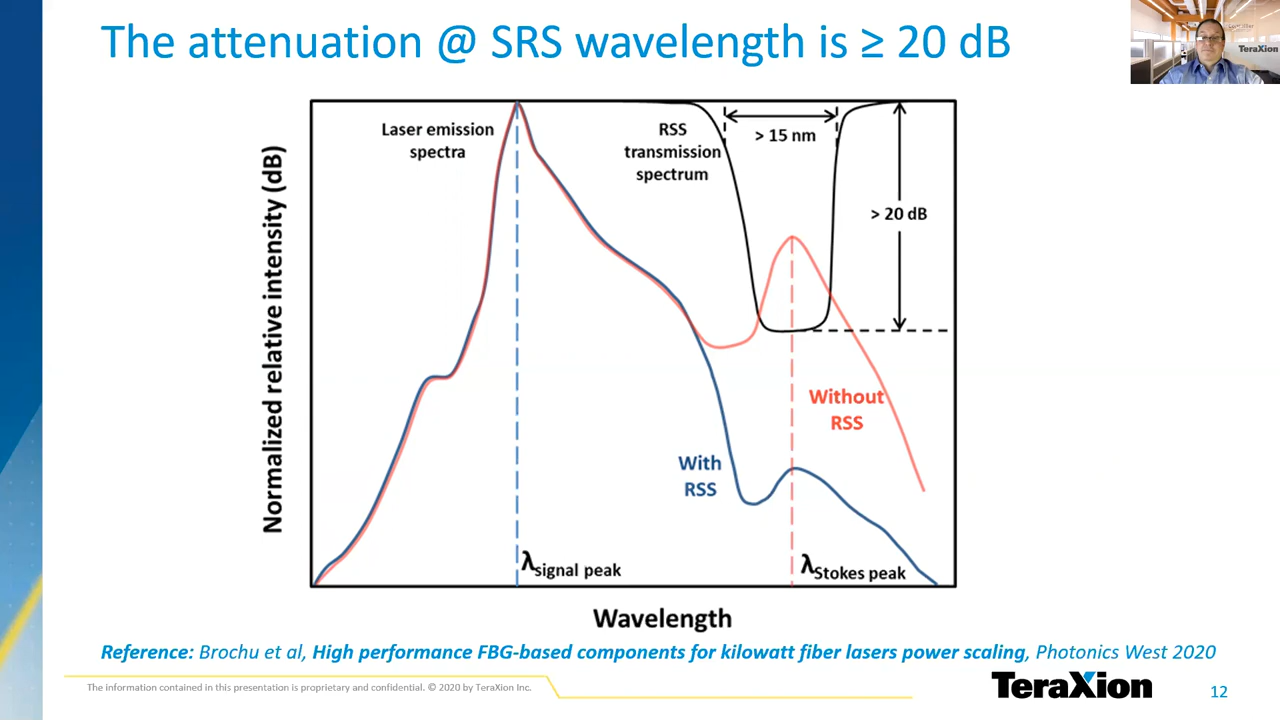 The attenuation @ SRS wavelength is ≥ 20 dB
TeraXion
Laser emission
spectra
RSS
transmission
spectrum
> 15 nm
> 20 dB
Normalized relative intensity (dB)
Without
RSS
With
RSS
λsignal peak
λStokes peak
Wavelength
Reference: Brochu et al, High performance FBG-based components for kilowatt fiber lasers power scaling, Photonics West 2020
The information contained in this presentation is proprietary and confidential. © 2020 by TeraXion Inc.
TeraXion
12